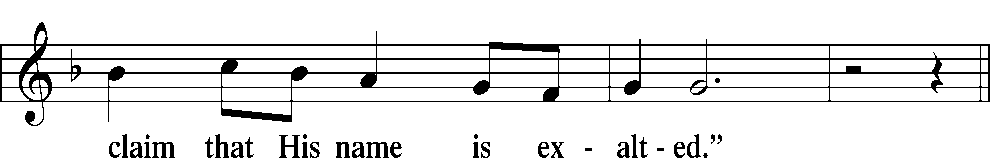 claim that His name is ex - alt - ed.”